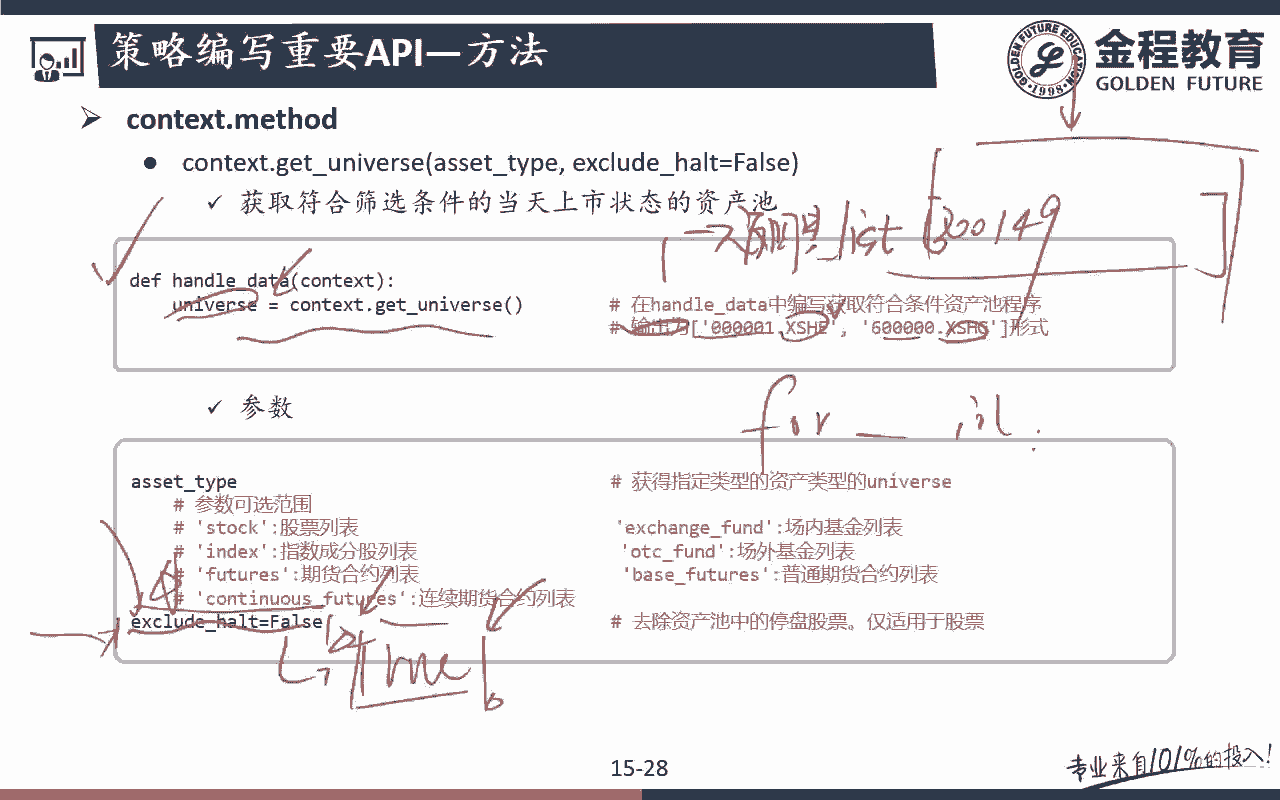 策略编写重要API—方法
金程教育
GOLDEN FUTURE
GOLDEN FUTURE EDUCATION
·1998·
context.method
context.get_universe(asset_type, exclude_halt=False)
获取符合筛选条件的当天上市状态的资产池
list [300149 ]
def handle_data(context):
universe = context.get_universe() # 在handle_data中编写获取符合条件资产池程序
# 输出为['000001.XSHE', '600000.XSHG']形式
参数
for
asset_type # 获得指定类型的资产类型的universe
# 参数可选范围
# 'stock':股票列表 'exchange_fund':场内基金列表
# 'index':指数成分股列表 'otc_fund':场外基金列表
# 'futures':期货合约列表 'base_futures':普通期货合约列表
# 'continuous_futures':连续期货合约列表
exclude_halt=False # 去除资产池中的停盘股票。仅适用于股票
True
15-28
专业来自101%的投入!